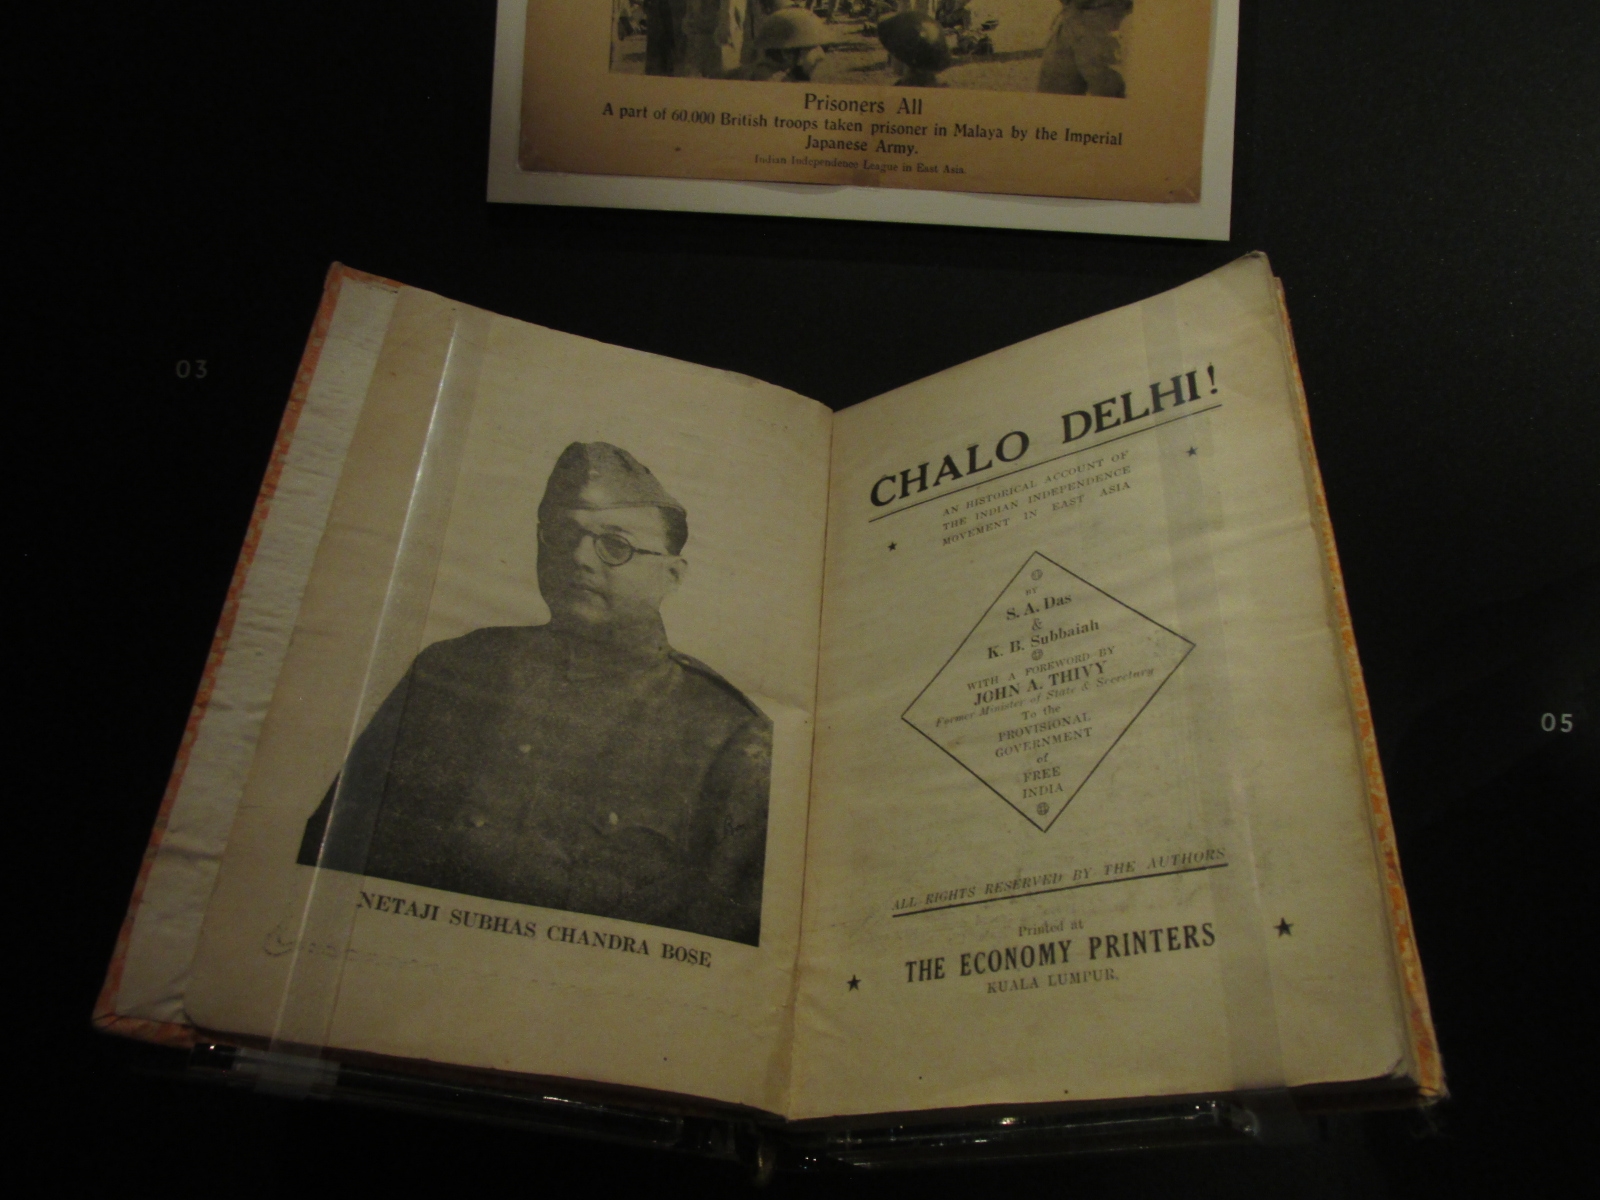 Prisoners All
A part of 60.000 British troops taken prisoner in Malaya by the Imperial
Japanese Army.
Indian Independence League in East Asia
03
NETAJI SUBHAS CHANDRA BOSE
CHALO DELHI!
AN HISTORICAL ACCOUNT OF
THE INDIAN INDEPENDENCE
MOVEMENT IN EAST ASIA
BY
S. A. Das
&
K. B. Subbaiah
WITH A FOREWORD BY
JOHN A. THIVY
Former Minister of State & Secretary
To the
PROVISIONAL
GOVERNMENT
of
FREE
INDIA
ALL RIGHTS RESERVED BY THE AUTHORS
Printed at
THE ECONOMY PRINTERS
KUALA LUMPUR.
05